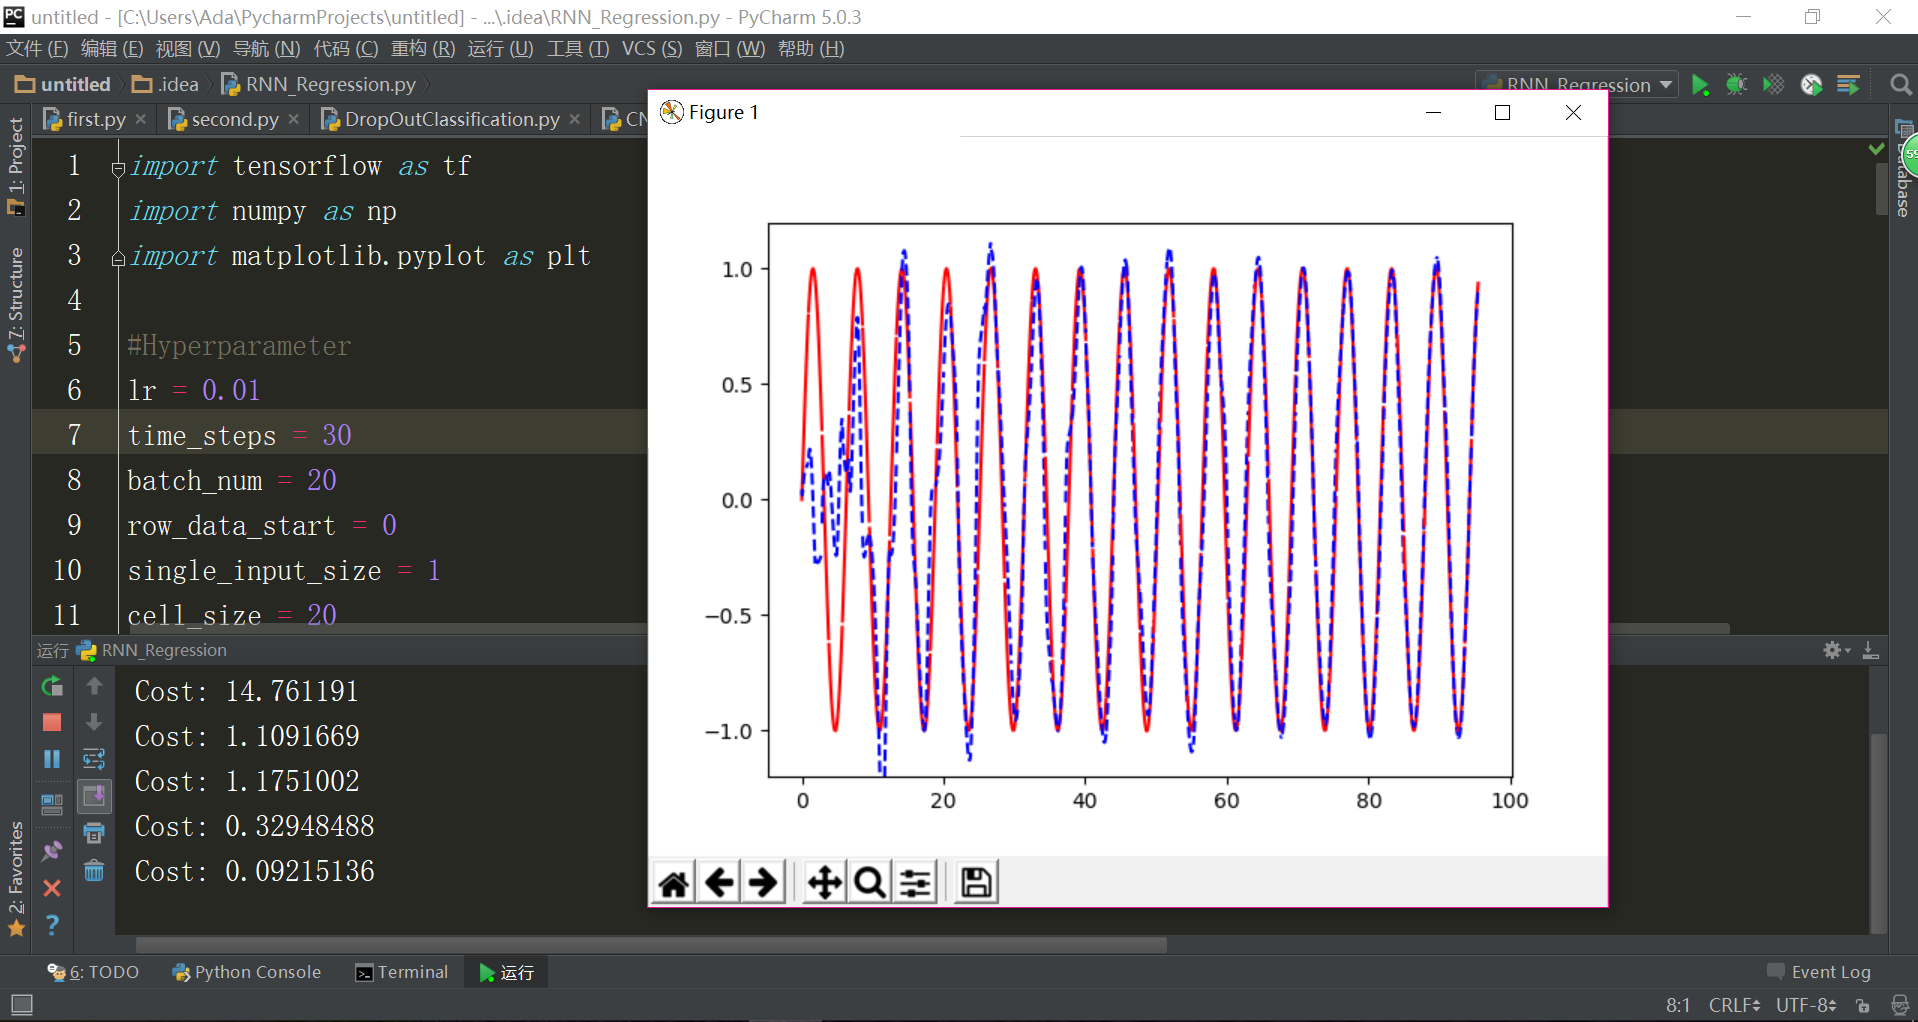 untitled - [C:\Users\Ada\PycharmProjects\untitled] - ...\.idea\RNN_Regression.py - PyCharm 5.0.3
文件 (F) 编辑 (E) 视图 (V) 导航 (N) 代码 (C) 重构 (R) 运行 (U) 工具 (T) VCS (S) 窗口 (W) 帮助 (H)
untitled .idea RNN_Regression.py
RNN_Regression
first.py second.py DropOutClassification.py CN
1: Project
7: Structure
2: Favorites
Database
59
1 import tensorflow as tf
2 import numpy as np
3 import matplotlib.pyplot as plt
4
5 #Hyperparameter
6 lr = 0.01
7 time_steps = 30
8 batch_num = 20
9 row_data_start = 0
10 single_input_size = 1
11 cell_size = 20
Figure 1
1.0
0.5
0.0
−0.5
−1.0
0 20 40 60 80 100
运行 RNN_Regression
Cost: 14.761191
Cost: 1.1091669
Cost: 1.1751002
Cost: 0.32948488
Cost: 0.09215136
6: TODO Python Console Terminal 运行 Event Log
8:1 CRLF UTF-8